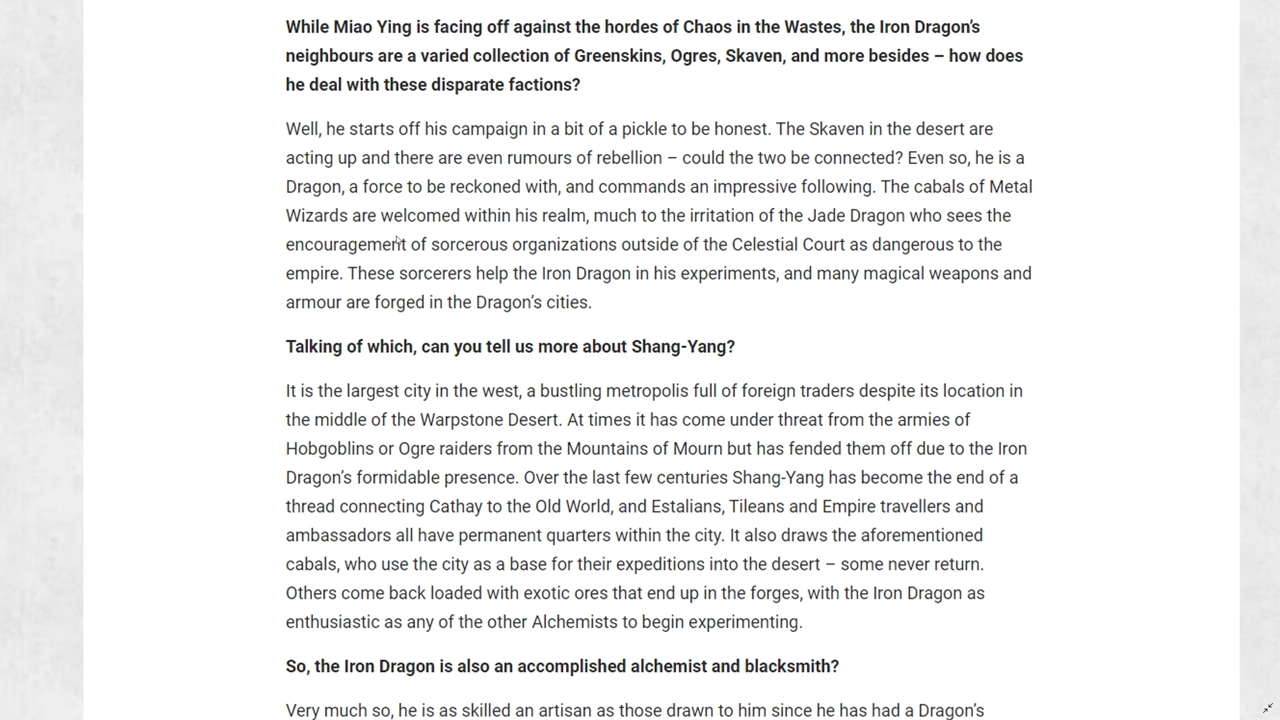 While Miao Ying is facing off against the hordes of Chaos in the Wastes, the Iron Dragon’s
neighbours are a varied collection of Greenskins, Ogres, Skaven, and more besides – how does
he deal with these disparate factions?
Well, he starts off his campaign in a bit of a pickle to be honest. The Skaven in the desert are
acting up and there are even rumours of rebellion – could the two be connected? Even so, he is a
Dragon, a force to be reckoned with, and commands an impressive following. The cabals of Metal
Wizards are welcomed within his realm, much to the irritation of the Jade Dragon who sees the
encouragement of sorcerous organizations outside of the Celestial Court as dangerous to the
empire. These sorcerers help the Iron Dragon in his experiments, and many magical weapons and
armour are forged in the Dragon’s cities.
Talking of which, can you tell us more about Shang-Yang?
It is the largest city in the west, a bustling metropolis full of foreign traders despite its location in
the middle of the Warpstone Desert. At times it has come under threat from the armies of
Hobgoblins or Ogre raiders from the Mountains of Mourn but has fended them off due to the Iron
Dragon’s formidable presence. Over the last few centuries Shang-Yang has become the end of a
thread connecting Cathay to the Old World, and Estalians, Tileans and Empire travellers and
ambassadors all have permanent quarters within the city. It also draws the aforementioned
cabals, who use the city as a base for their expeditions into the desert – some never return.
Others come back loaded with exotic ores that end up in the forges, with the Iron Dragon as
enthusiastic as any of the other Alchemists to begin experimenting.
So, the Iron Dragon is also an accomplished alchemist and blacksmith?
Very much so, he is as skilled an artisan as those drawn to him since he has had a Dragon’s